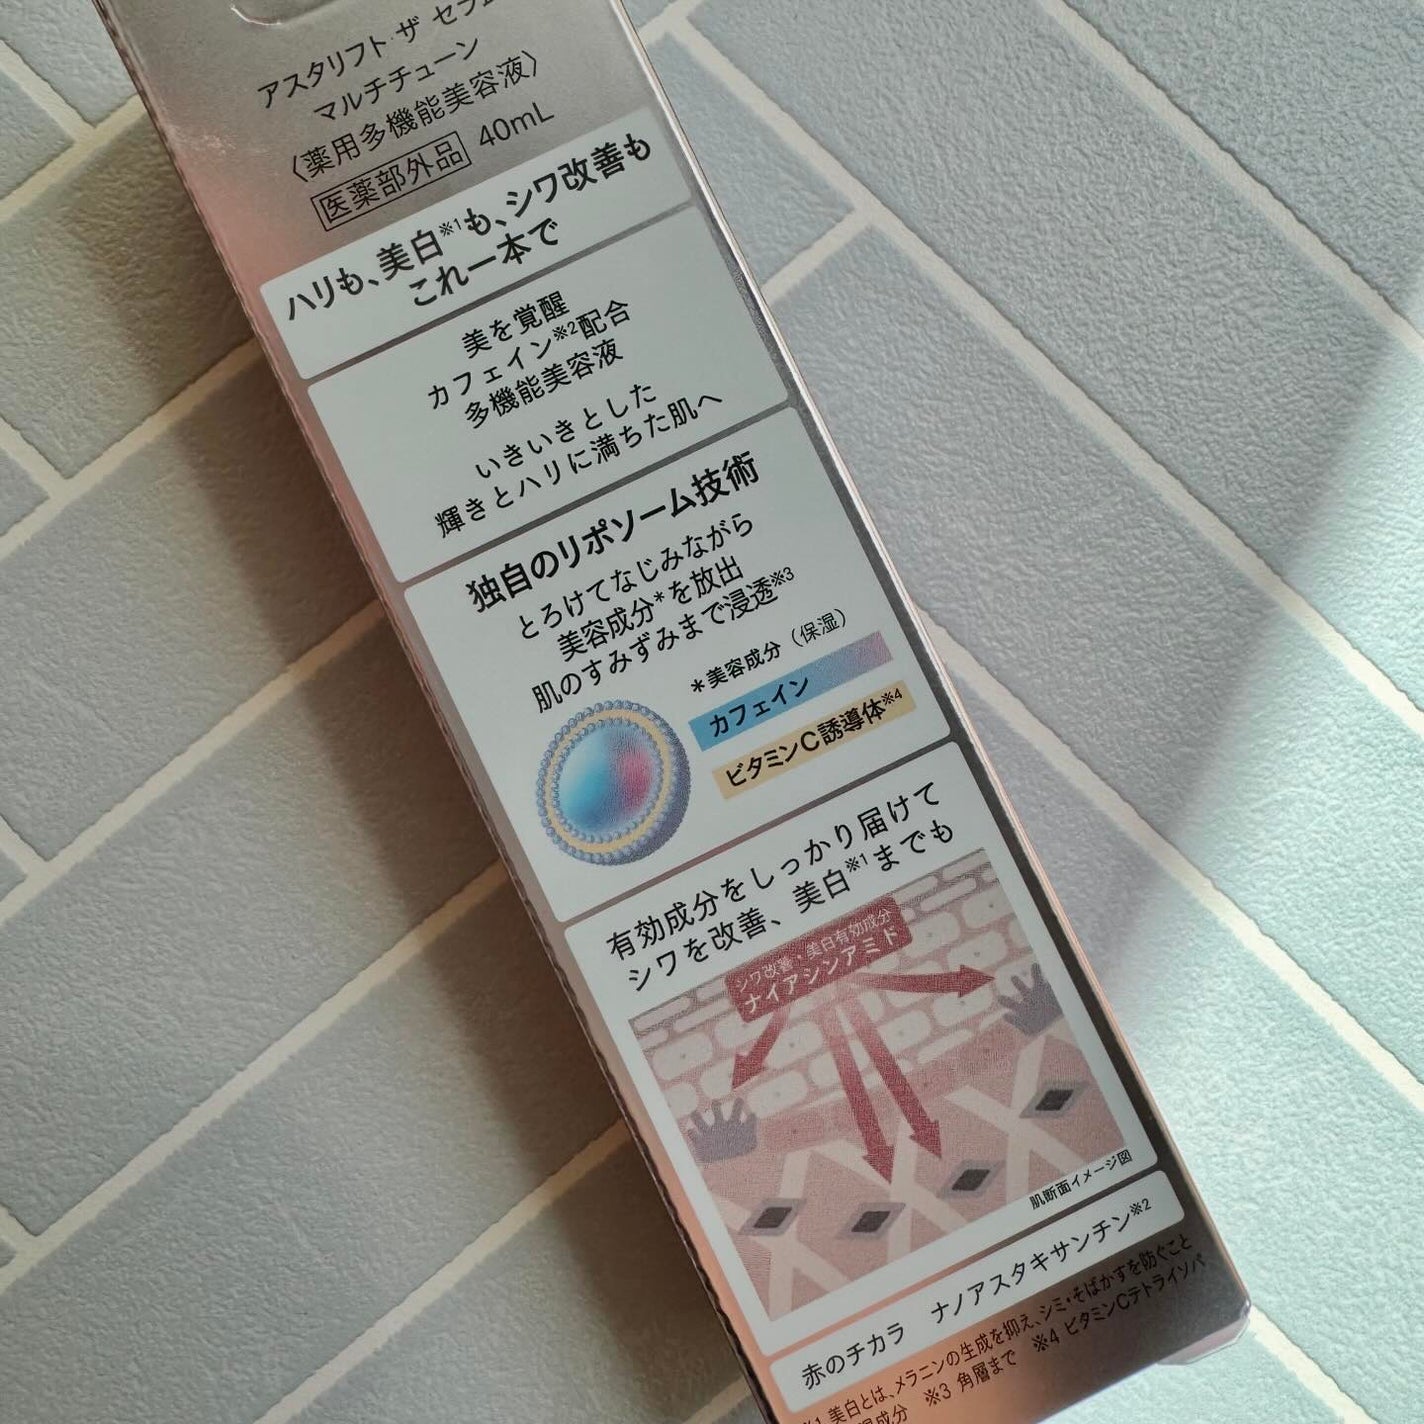 アスタリフト ザ セラム
マルチチューン
〈薬用多機能美容液〉
医薬部外品 40mL
ハリも、美白※1も、シワ改善も
これ一本で
美を覚醒
カフェイン※2配合
多機能美容液
いきいきとした
輝きとハリに満ちた肌へ
独自のリポソーム技術
とろけてなじみながら
美容成分*を放出
肌のすみずみまで浸透※3
*美容成分（保湿）
カフェイン
ビタミンC誘導体※4
有効成分をしっかり届けて
シワを改善、美白※1までも
シワ改善・美白有効成分
ナイアシンアミド
肌断面イメージ図
赤のチカラ ナノアスタキサンチン※2
※1 美白とは、メラニンの生成を抑え、シミ・そばかすを防ぐこと
成分 ※3 角層まで ※4 ビタミンCテトライソパ